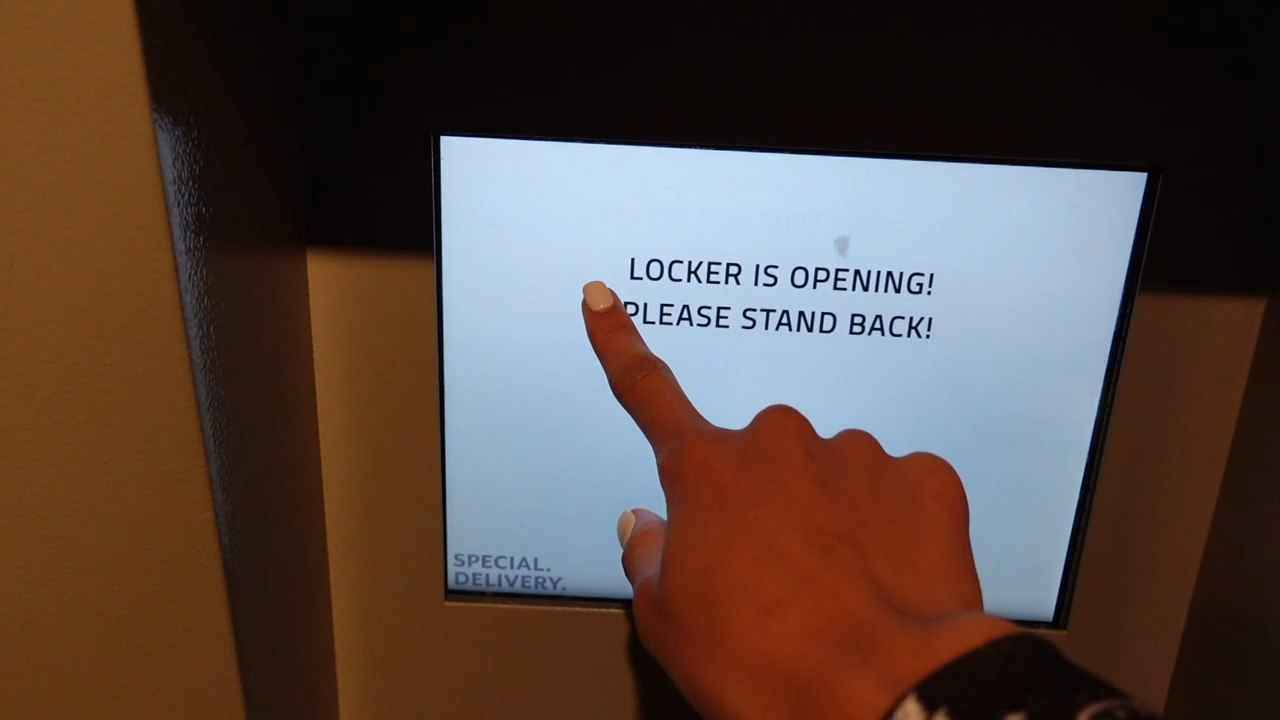 LOCKER IS OPENING!
PLEASE STAND BACK!
SPECIAL.
DELIVERY.